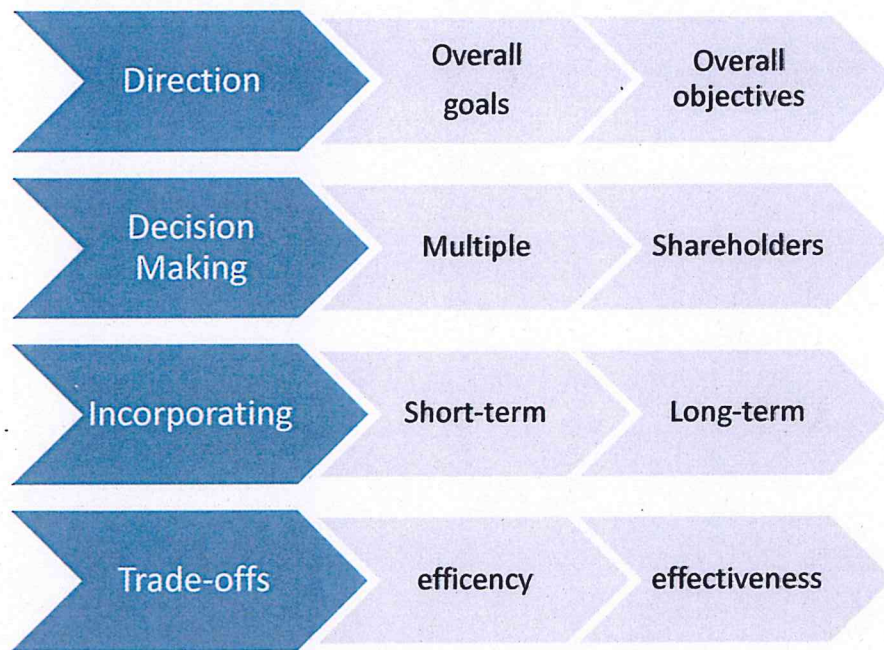 Direction
Overall
goals
Overall
objectives
Decision
Making
Multiple
Shareholders
Incorporating
Short-term
Long-term
Trade-offs
efficency
effectiveness